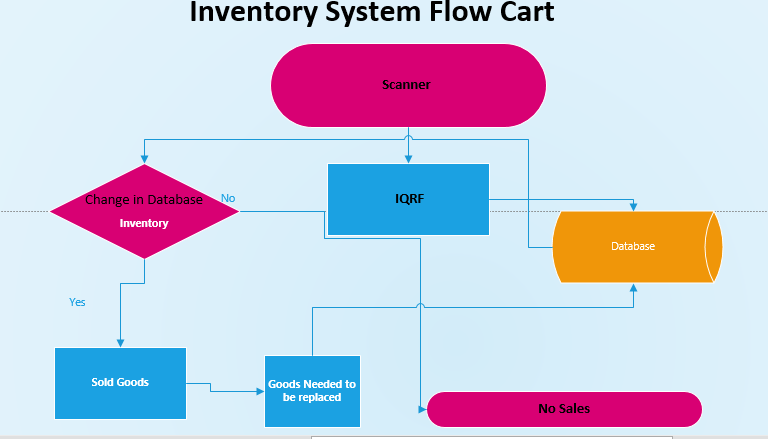 Inventory System Flow Cart
Scanner
Change in Database
Inventory
No
IQRF
Database
Yes
Sold Goods
Goods Needed to
be replaced
No Sales